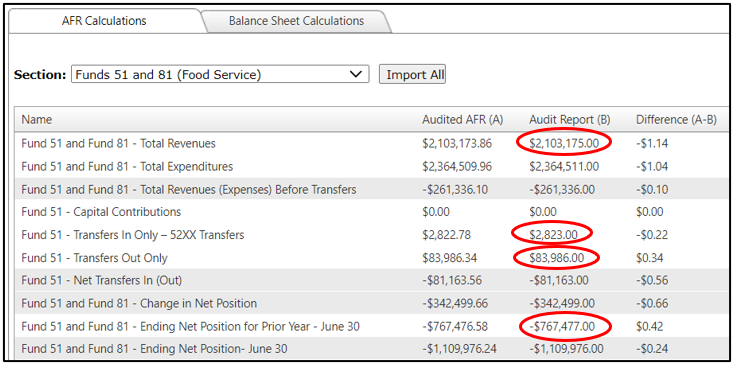 AFR Calculations Balance Sheet Calculations
Section: Funds 51 and 81 (Food Service) Import All
Name Audited AFR (A) Audit Report (B) Difference (A-B)
Fund 51 and Fund 81 - Total Revenues $2,103,173.86 $2,103,175.00 -$1.14
Fund 51 and Fund 81 - Total Expenditures $2,364,509.96 $2,364,511.00 -$1.04
Fund 51 and Fund 81 - Total Revenues (Expenses) Before Transfers -$261,336.10 -$261,336.00 -$0.10
Fund 51 - Capital Contributions $0.00 $0.00 $0.00
Fund 51 - Transfers In Only – 52XX Transfers $2,822.78 $2,823.00 -$0.22
Fund 51 - Transfers Out Only $83,986.34 $83,986.00 $0.34
Fund 51 - Net Transfers In (Out) -$81,163.56 -$81,163.00 -$0.56
Fund 51 and Fund 81 - Change in Net Position -$342,499.66 -$342,499.00 -$0.66
Fund 51 and Fund 81 - Ending Net Position for Prior Year - June 30 -$767,476.58 -$767,477.00 $0.42
Fund 51 and Fund 81 - Ending Net Position- June 30 -$1,109,976.24 -$1,109,976.00 -$0.24